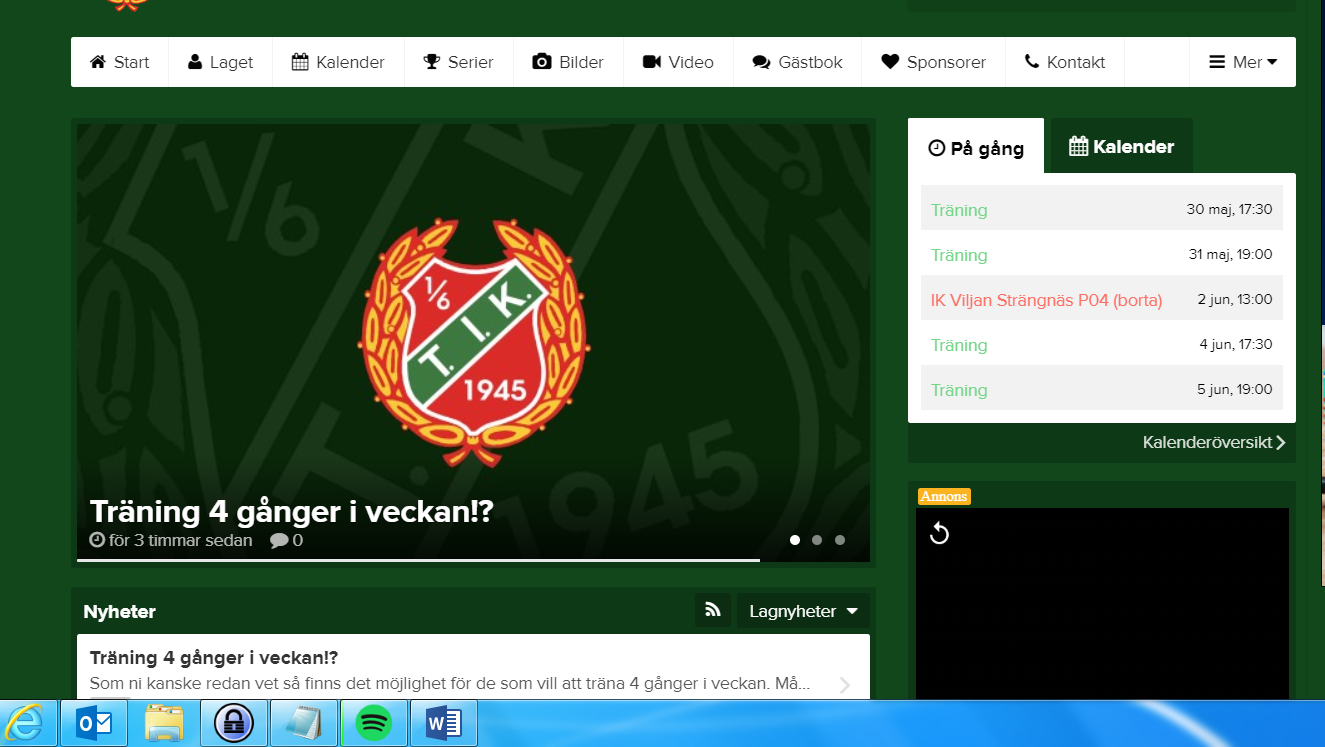 Start Laget Kalender Serier Bilder Video Gästbok Sponsorer Kontakt Mer
1/6 T. I. K. 1945
1/6
T. I. K.
1945
Träning 4 gånger i veckan!?
för 3 timmar sedan 0
På gång Kalender
Träning 30 maj, 17:30
Träning 31 maj, 19:00
IK Viljan Strängnäs P04 (borta) 2 jun, 13:00
Träning 4 jun, 17:30
Träning 5 jun, 19:00
Kalenderöversikt
Annons
Nyheter Lagnyheter
Träning 4 gånger i veckan!?
Som ni kanske redan vet så finns det möjlighet för de som vill att träna 4 gånger i veckan. Må...